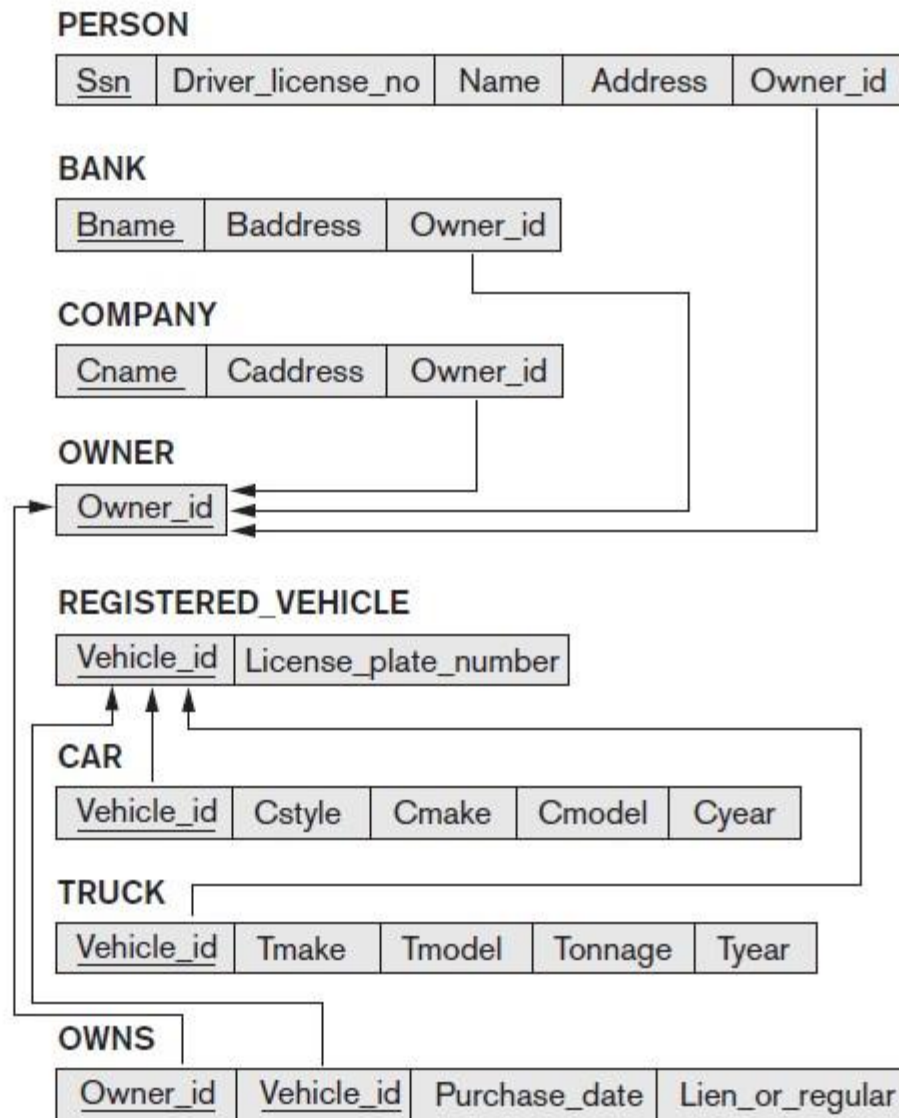 PERSON
Ssn Driver_license_no Name Address Owner_id
BANK
Bname Baddress Owner_id
COMPANY
Cname Caddress Owner_id
OWNER
Owner_id
REGISTERED_VEHICLE
Vehicle_id License_plate_number
CAR
Vehicle_id Cstyle Cmake Cmodel Cyear
TRUCK
Vehicle_id Tmake Tmodel Tonnage Tyear
OWNS
Owner_id Vehicle_id Purchase_date Lien_or_regular